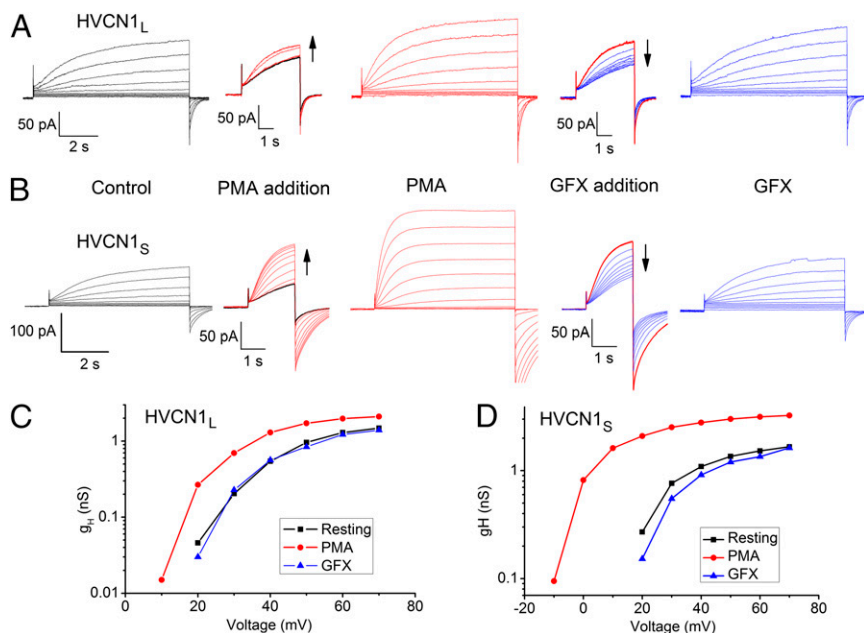 A
HVCN1L
50 pA
2 s
50 pA
1 s
50 pA
1 s
B
Control
PMA addition
PMA
GFX addition
GFX
HVCN1S
100 pA
2 s
50 pA
1 s
50 pA
1 s
C
HVCN1L
gH (nS)
1
0.1
0.01
Resting
PMA
GFX
0
20
40
60
80
Voltage (mV)
D
HVCN1S
gH (nS)
1
0.1
Resting
PMA
GFX
-20
0
20
40
60
80
Voltage (mV)